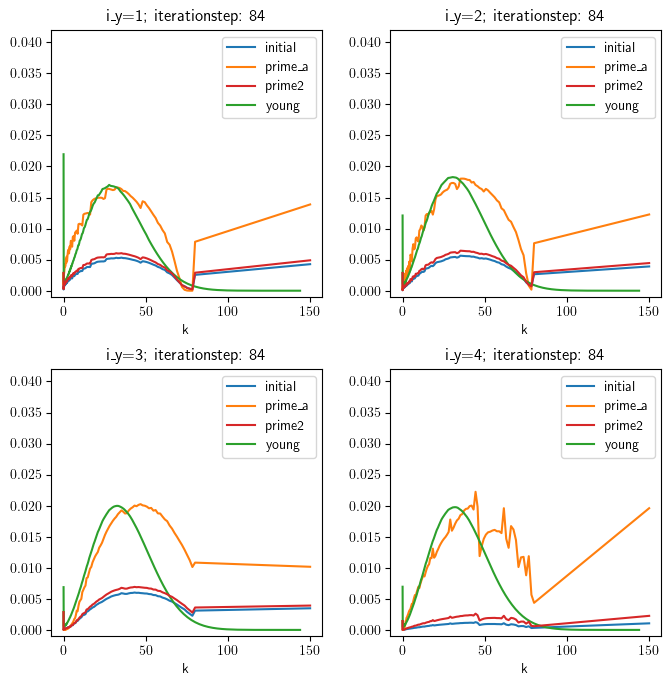 i_y=1; iterationstep: 84
0.040
0.035
0.030
0.025
0.020
0.015
0.010
0.005
0.000
initial
prime_a
prime2
young
0
50
100
150
k
i_y=2; iterationstep: 84
0.040
0.035
0.030
0.025
0.020
0.015
0.010
0.005
0.000
initial
prime_a
prime2
young
0
50
100
150
k
i_y=3; iterationstep: 84
0.040
0.035
0.030
0.025
0.020
0.015
0.010
0.005
0.000
initial
prime_a
prime2
young
0
50
100
150
k
i_y=4; iterationstep: 84
0.040
0.035
0.030
0.025
0.020
0.015
0.010
0.005
0.000
initial
prime_a
prime2
young
0
50
100
150
k